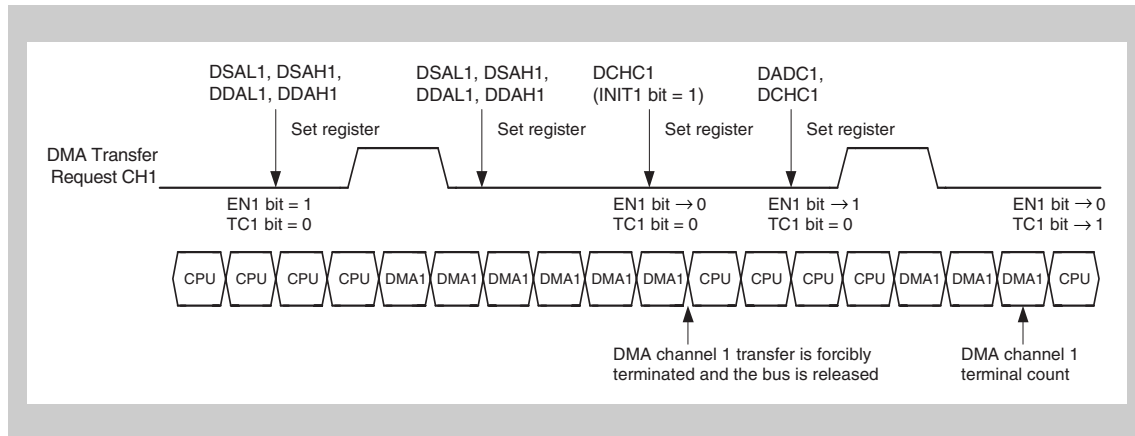 DSAL1, DSAH1,
DDAL1, DDAH1
DSAL1, DSAH1,
DDAL1, DDAH1
DCHC1
(INIT1 bit = 1)
DADC1,
DCHC1
Set register
Set register
Set register
Set register
DMA Transfer
Request CH1
EN1 bit = 1
TC1 bit = 0
EN1 bit → 0
TC1 bit = 0
EN1 bit → 1
TC1 bit = 0
EN1 bit → 0
TC1 bit → 1
CPU CPU CPU CPU DMA1 DMA1 DMA1 DMA1 DMA1 DMA1 CPU CPU CPU CPU DMA1 DMA1 DMA1 CPU
DMA channel 1 transfer is forcibly
terminated and the bus is released
DMA channel 1
terminal count